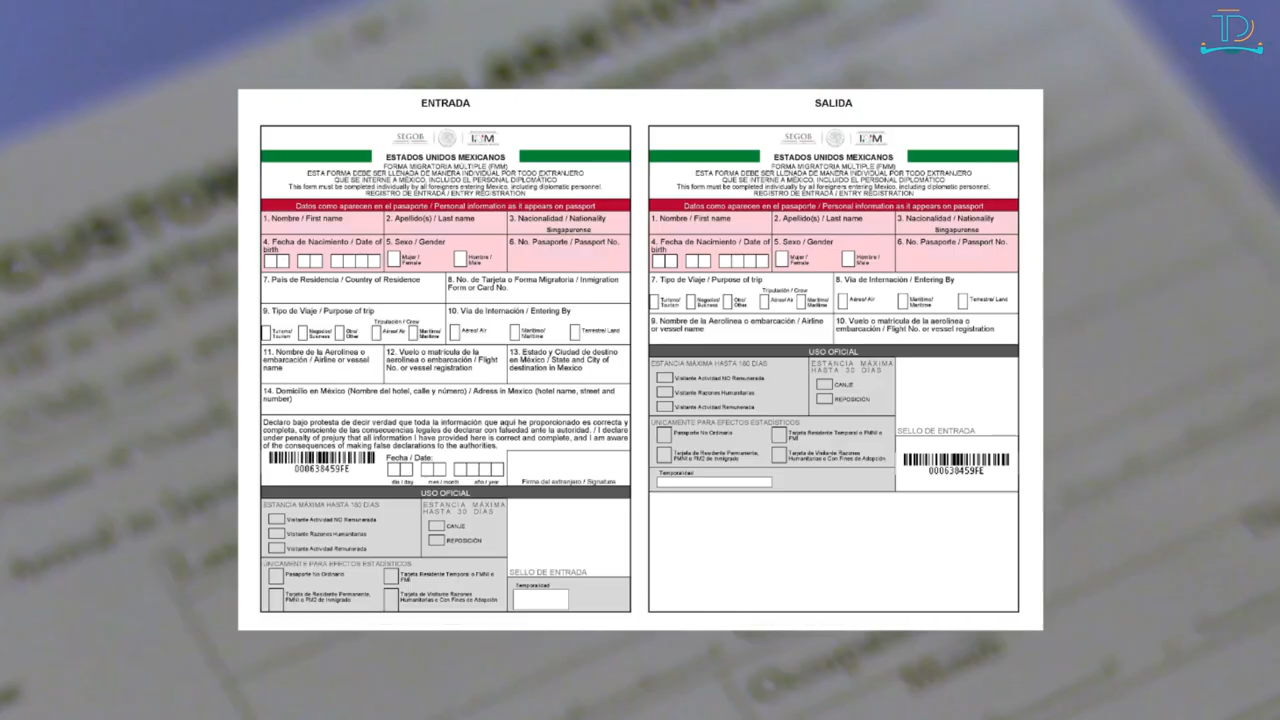 TD
ENTRADA
SEGOB INM
ESTADOS UNIDOS MEXICANOS
FORMA MIGRATORIA MÚLTIPLE (FMM)
ESTA FORMA DEBE SER LLENADA DE MANERA INDIVIDUAL POR TODO EXTRANJERO
QUE SE INTERNE A MÉXICO, INCLUIDO EL PERSONAL DIPLOMÁTICO
This form must be completed individually by all foreigners entering Mexico, including diplomatic personnel.
REGISTRO DE ENTRADA / ENTRY REGISTRATION
Datos como aparecen en el pasaporte / Personal information as it appears on passport
1. Nombre / First name 2. Apellido(s) / Last name 3. Nacionalidad / Nationality
Singapurense
4. Fecha de Nacimiento / Date of birth 5. Sexo / Gender 6. No. Pasaporte / Passport No.
Mujer / Female Hombre / Male
7. País de Residencia / Country of Residence 8. No. de Tarjeta o Forma Migratoria / Inmigration Form or Card No.
9. Tipo de Viaje / Purpose of trip 10. Vía de Internación / Entering By
Tripulación / Crew
Turismo/ Tourism Negocios/ Business Otro/ Other Aéreo/ Air Marítimo/ Maritime Aéreo/ Air Marítimo/ Maritime Terrestre/ Land
11. Nombre de la Aerolínea o embarcación / Airline or vessel name 12. Vuelo o matrícula de la aerolínea o embarcación / Flight No. or vessel registration 13. Estado y Ciudad de destino en México / State and City of destination in Mexico
14. Domicilio en México (Nombre del hotel, calle y número) / Adress in Mexico (hotel name, street and number)
Declaro bajo protesta de decir verdad que toda la información que aquí he proporcionado es correcta y
completa, consciente de las consecuencias legales de declarar con falsedad ante la autoridad. / I declare
under penalty of prejury that all information I have provided here is correct and complete, and I am aware
of the consequences of making false declarations to the authorities.
000638459FE
Fecha / Date:
dia / day mes / month año / year Firma del extranjero / Signature
USO OFICIAL
ESTANCIA MÁXIMA HASTA 180 DÍAS ESTANCIA MÁXIMA HASTA 30 DÍAS
Visitante Actividad NO Remunerada
Visitante Razones Humanitarias
Visitante Actividad Remunerada
CANJE
REPOSICIÓN
UNICAMENTE PARA EFECTOS ESTADÍSTICOS
Pasaporte No Ordinario Tarjeta Residente Temporal o FMNI o FMI
Tarjeta de Residente Permanente, FMNI o FM2 de Inmigrado Tarjeta de Visitante Razones Humanitarias o Con Fines de Adopción
SELLO DE ENTRADA
Temporalidad
SALIDA
SEGOB INM
ESTADOS UNIDOS MEXICANOS
FORMA MIGRATORIA MÚLTIPLE (FMM)
ESTA FORMA DEBE SER LLENADA DE MANERA INDIVIDUAL POR TODO EXTRANJERO
QUE SE INTERNE A MÉXICO, INCLUIDO EL PERSONAL DIPLOMÁTICO
This form must be completed individually by all foreigners entering Mexico, including diplomatic personnel.
REGISTRO DE ENTRADA / ENTRY REGISTRATION
Datos como aparecen en el pasaporte / Personal information as it appears on passport
1. Nombre / First name 2. Apellido(s) / Last name 3. Nacionalidad / Nationality
Singapurense
4. Fecha de Nacimiento / Date of birth 5. Sexo / Gender 6. No. Pasaporte / Passport No.
Mujer / Female Hombre / Male
7. Tipo de Viaje / Purpose of trip 8. Vía de Internación / Entering By
Tripulación / Crew
Turismo/ Tourism Negocios/ Business Otro/ Other Aéreo/ Air Marítimo/ Maritime Aéreo/ Air Marítimo/ Maritime Terrestre/ Land
9. Nombre de la Aerolínea o embarcación / Airline or vessel name 10. Vuelo o matrícula de la aerolínea o embarcación / Flight No. or vessel registration
USO OFICIAL
ESTANCIA MÁXIMA HASTA 180 DÍAS ESTANCIA MÁXIMA HASTA 30 DÍAS
Visitante Actividad NO Remunerada
Visitante Razones Humanitarias
Visitante Actividad Remunerada
CANJE
REPOSICIÓN
UNICAMENTE PARA EFECTOS ESTADÍSTICOS
Pasaporte No Ordinario Tarjeta Residente Temporal o FMNI o FMI
Tarjeta de Residente Permanente, FMNI o FM2 de Inmigrado Tarjeta de Visitante Razones Humanitarias o Con Fines de Adopción
Temporalidad
SELLO DE ENTRADA
000638459FE